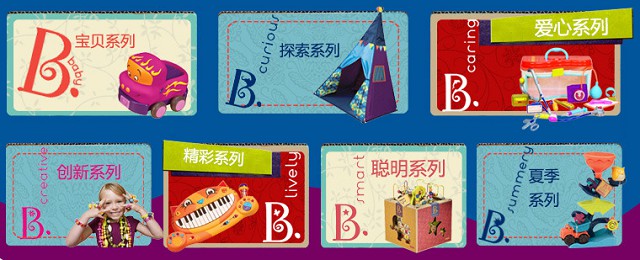 宝贝系列
B. baby
探索系列
B. curious
爱心系列
B. caring
创新系列
B. creative
精彩系列
B. lively
聪明系列
B. smart
夏季
系列
B. summery